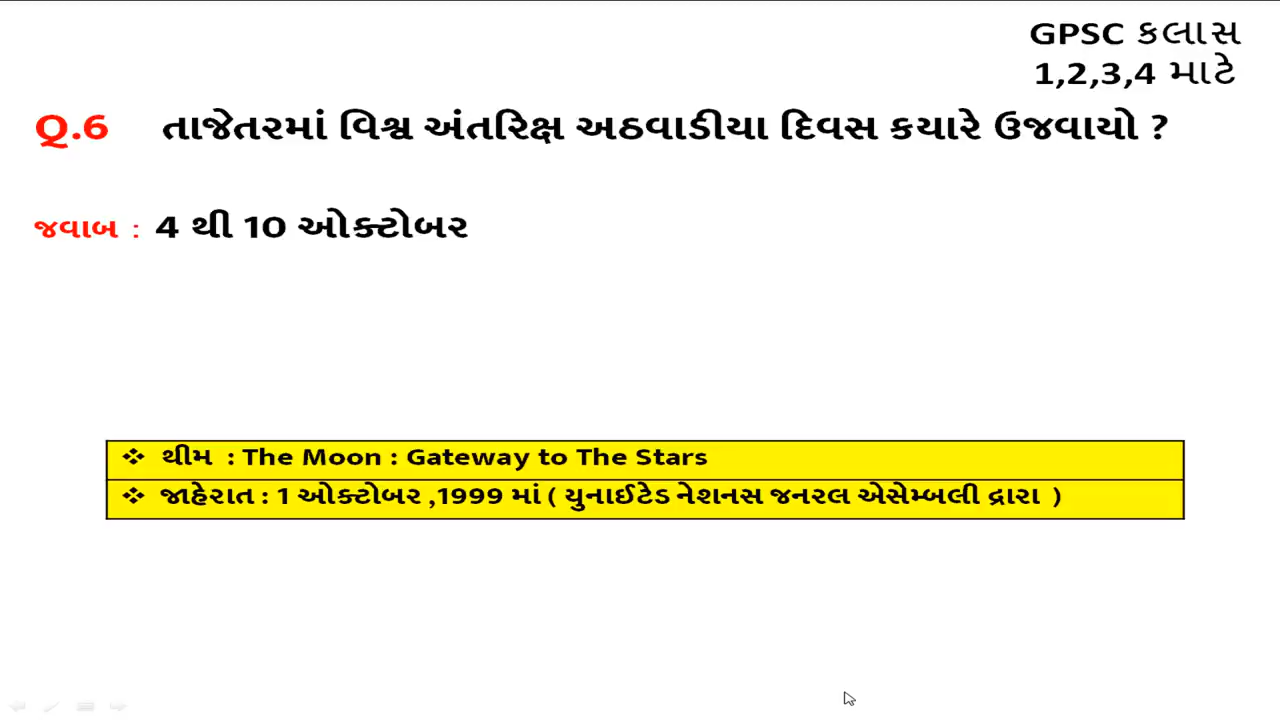 GPSC કલાસ
1,2,3,4 માટે
Q.6 તાજેતરમાં વિશ્વ અંતરિક્ષ અઠવાડીયા દિવસ કયારે ઉજવાયો ?
જવાબ : 4 થી 10 ઓક્ટોબર
❖ થીમ : The Moon : Gateway to The Stars
❖ જાહેરાત : 1 ઓક્ટોબર ,1999 માં ( યુનાઈટેડ નેશનસ જનરલ એસેમ્બલી દ્રારા )